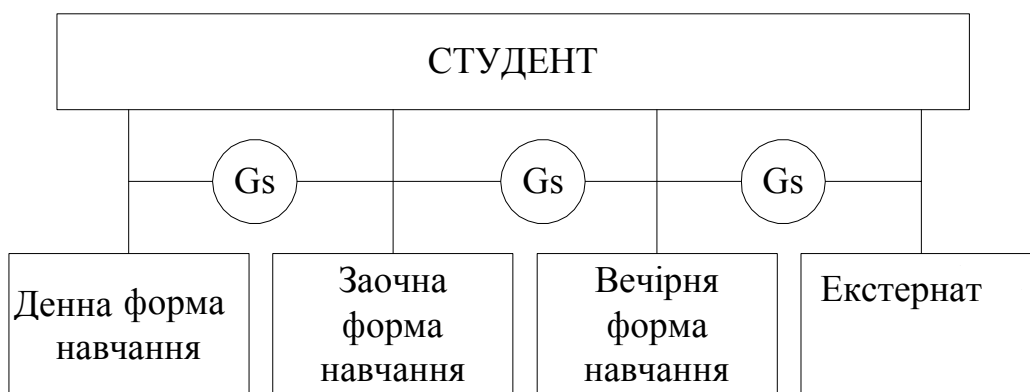 СТУДЕНТ
Gs
Gs
Gs
Денна форма
навчання
Заочна
форма
навчання
Вечірня
форма
навчання
Екстернат